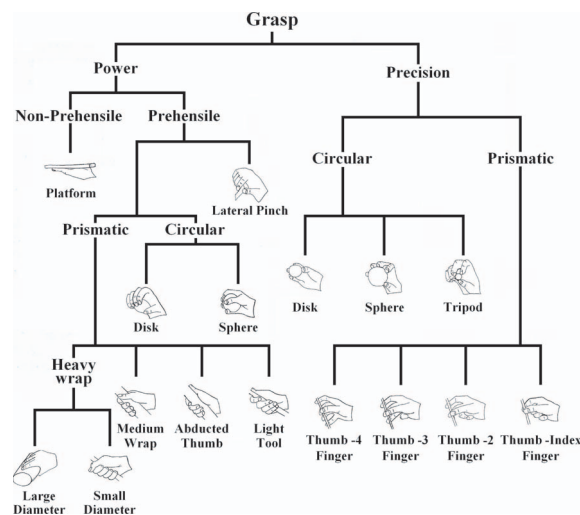 Grasp
Power
Precision
Non-Prehensile
Prehensile
Circular
Prismatic
Platform
Lateral Pinch
Prismatic
Circular
Disk
Sphere
Tripod
Disk
Sphere
Heavy
wrap
Medium
Wrap
Abducted
Thumb
Light
Tool
Thumb -4
Finger
Thumb -3
Finger
Thumb -2
Finger
Thumb -Index
Finger
Large
Diameter
Small
Diameter